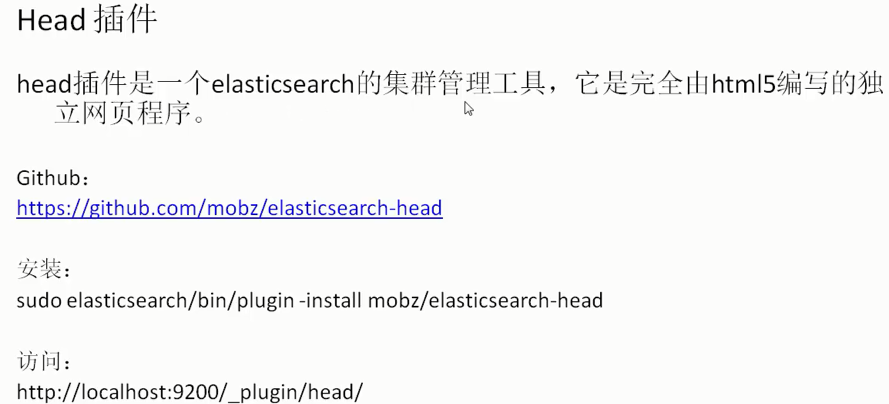 Head 插件
head插件是一个elasticsearch的集群管理工具，它是完全由html5编写的独
立网页程序。
Github：
https://github.com/mobz/elasticsearch-head
安装：
sudo elasticsearch/bin/plugin -install mobz/elasticsearch-head
访问：
http://localhost:9200/_plugin/head/